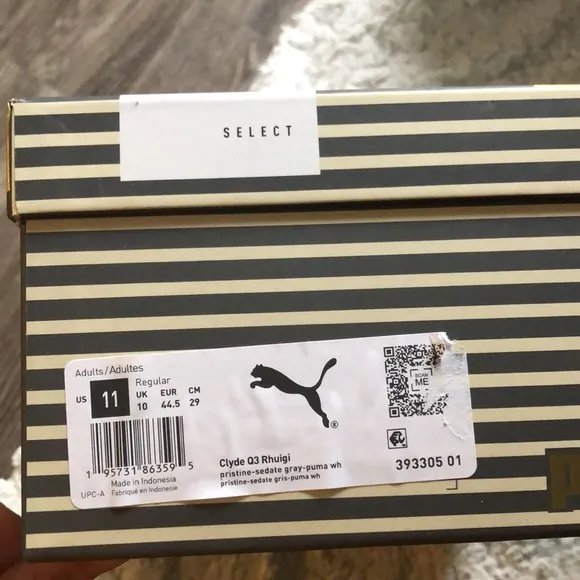 SELECT
Adults/Adultes
Regular
US 11 UK EUR CM
10 44.5 29
1 95731 86359 5
UPC-A Made in Indonesia
Fabriqué en Indonesie
®
Clyde Q3 Rhuigi
pristine-sedate gray-puma wh
pristine-sedate gris-puma wh
SCAN
ME
393305 01